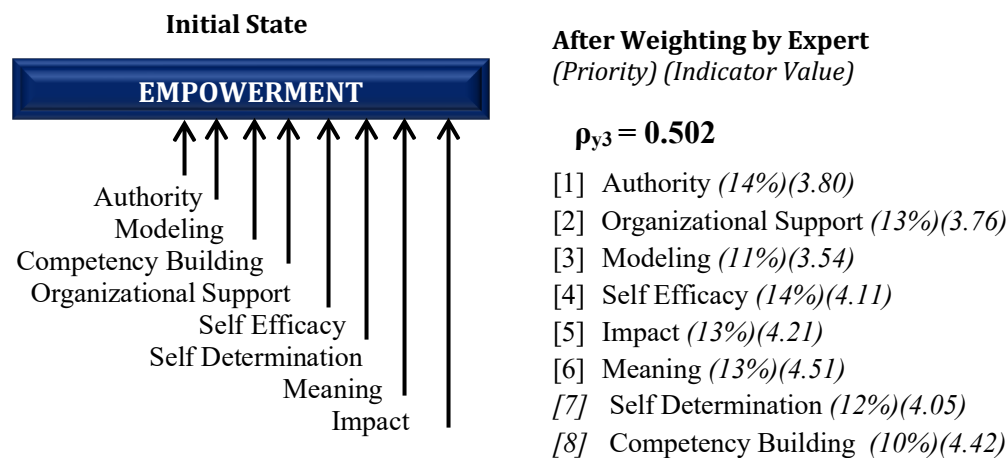 Initial State
EMPOWERMENT
Authority
Modeling
Competency Building
Organizational Support
Self Efficacy
Self Determination
Meaning
Impact
After Weighting by Expert
(Priority) (Indicator Value)
ρy3 = 0.502
[1] Authority (14%)(3.80)
[2] Organizational Support (13%)(3.76)
[3] Modeling (11%)(3.54)
[4] Self Efficacy (14%)(4.11)
[5] Impact (13%)(4.21)
[6] Meaning (13%)(4.51)
[7] Self Determination (12%)(4.05)
[8] Competency Building (10%)(4.42)